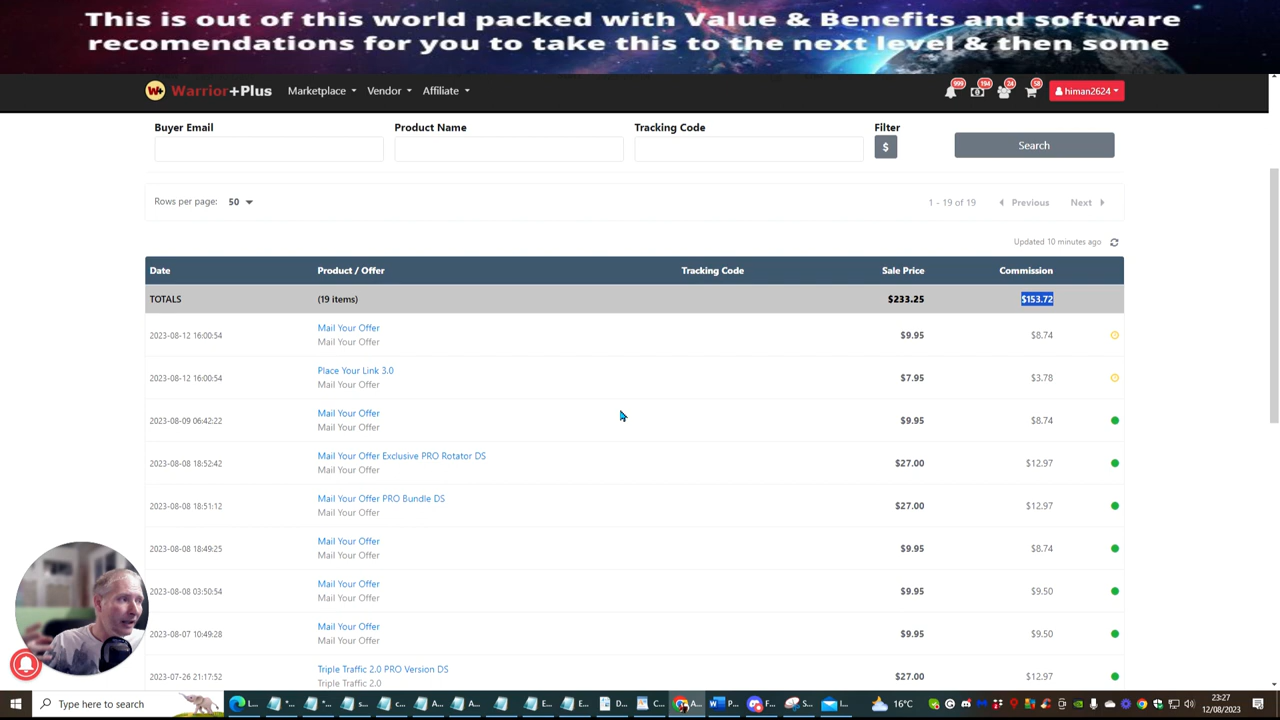 This is out of this world packed with Value & Benefits and software
recomendations for you to take this to the next level & then some
Warrior+Plus Marketplace Vendor Affiliate 999 194 24 58 himan2624
Buyer Email Product Name Tracking Code Filter
$ Search
Rows per page: 50 1 - 19 of 19 Previous Next
Updated 10 minutes ago
Date Product / Offer Tracking Code Sale Price Commission
TOTALS (19 items) $233.25 $153.72
Mail Your Offer
2023-08-12 16:00:54 $9.95 $8.74
Mail Your Offer
Place Your Link 3.0
2023-08-12 16:00:54 $7.95 $3.78
Mail Your Offer
Mail Your Offer
2023-08-09 06:42:22 $9.95 $8.74
Mail Your Offer
Mail Your Offer Exclusive PRO Rotator DS
2023-08-08 18:52:42 $27.00 $12.97
Mail Your Offer
Mail Your Offer PRO Bundle DS
2023-08-08 18:51:12 $27.00 $12.97
Mail Your Offer
Mail Your Offer
2023-08-08 18:49:25 $9.95 $8.74
Mail Your Offer
Mail Your Offer
2023-08-08 03:50:54 $9.95 $9.50
Mail Your Offer
Mail Your Offer
2023-08-07 10:49:28 $9.95 $9.50
Mail Your Offer
Triple Traffic 2.0 PRO Version DS
2023-07-26 21:17:52 $27.00 $12.97
Triple Traffic 2.0
Type here to search 16°C 23:27
12/08/2023